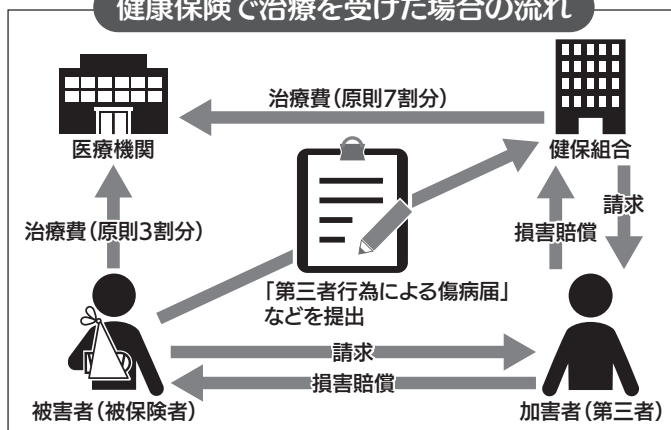 健康保険で治療を受けた場合の流れ
治療費（原則7割分）
医療機関
健保組合
治療費（原則3割分）
損害賠償
請求
「第三者行為による傷病届」
などを提出
請求
損害賠償
被害者（被保険者）
加害者（第三者）